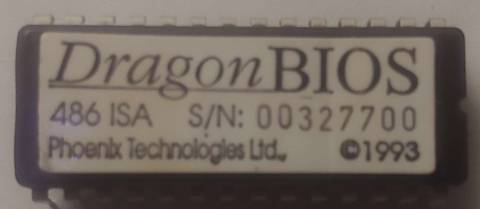 DragonBIOS
486 ISA S/N: 00327700
Phoenix Technologies Ltd. ©1993